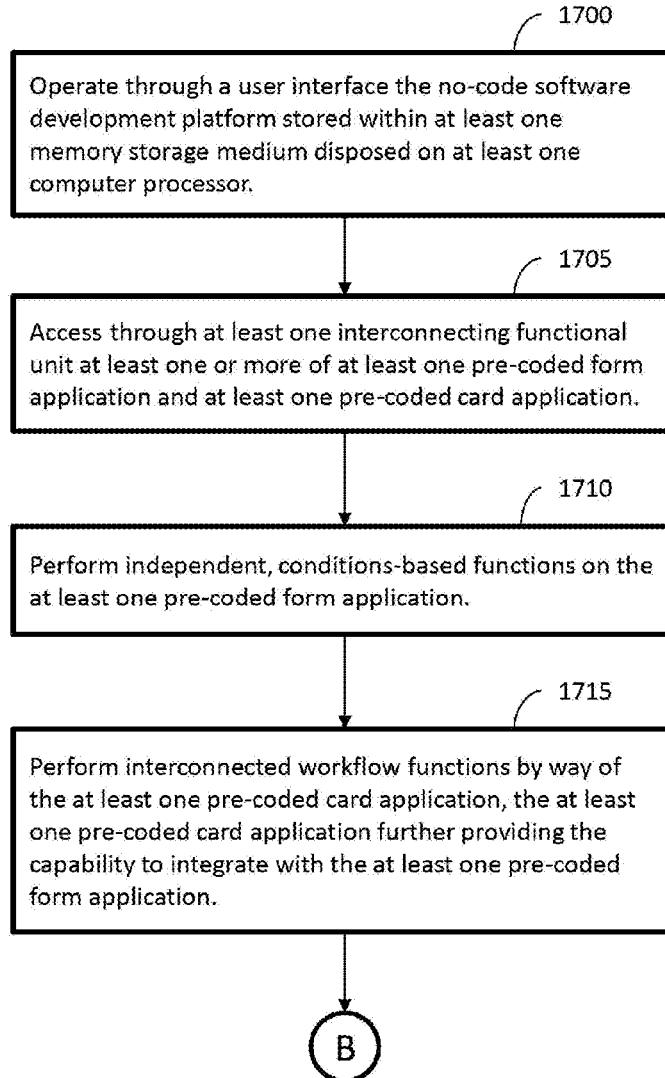 1700
Operate through a user interface the no-code software
development platform stored within at least one
memory storage medium disposed on at least one
computer processor.
1705
Access through at least one interconnecting functional
unit at least one or more of at least one pre-coded form
application and at least one pre-coded card application.
1710
Perform independent, conditions-based functions on the
at least one pre-coded form application.
1715
Perform interconnected workflow functions by way of
the at least one pre-coded card application, the at least
one pre-coded card application further providing the
capability to integrate with the at least one pre-coded
form application.
B